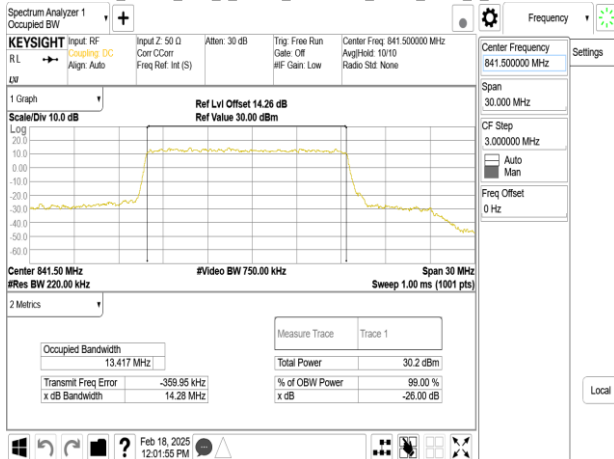 Spectrum Analyzer 1
Occupied BW
Frequency
KEYSIGHT
RL
LXI
Input: RF
Coupling: DC
Align: Auto
Input Z: 50 Ω
Corr CCorr
Freq Ref: Int (S)
Atten: 30 dB
Trig: Free Run
Gate: Off
#IF Gain: Low
Center Freq: 841.500000 MHz
Avg|Hold: 10/10
Radio Std: None
Center Frequency
841.500000 MHz
Settings
Span
30.000 MHz
CF Step
3.000000 MHz
Auto
Man
Freq Offset
0 Hz
Local
1 Graph
Scale/Div 10.0 dB
Ref Lvl Offset 14.26 dB
Ref Value 30.00 dBm
Log
20.0
10.0
0.00
-10.0
-20.0
-30.0
-40.0
-50.0
-60.0
Center 841.50 MHz
#Video BW 750.00 kHz
Span 30 MHz
#Res BW 220.00 kHz
Sweep 1.00 ms (1001 pts)
2 Metrics
Measure Trace Trace 1
Occupied Bandwidth
13.417 MHz
Total Power 30.2 dBm
Transmit Freq Error -359.95 kHz
% of OBW Power 99.00 %
x dB Bandwidth 14.28 MHz
x dB -26.00 dB
?
Feb 18, 2025
12:01:55 PM